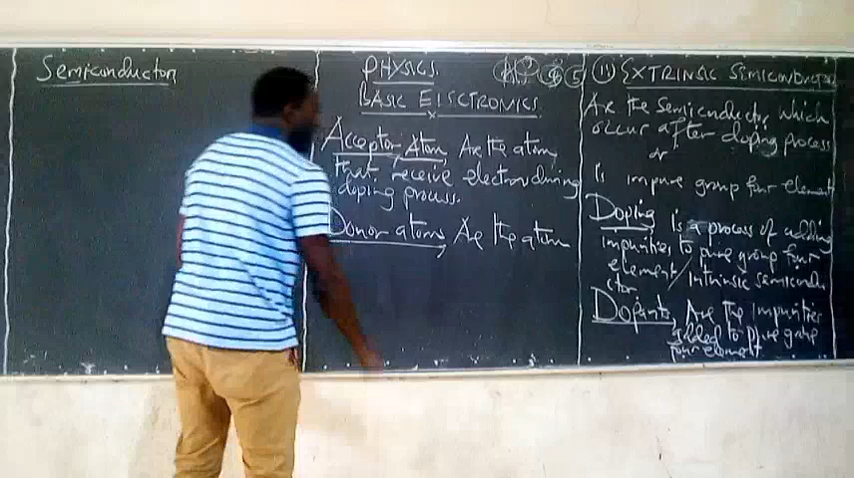 Semiconductor
PHYSICS
BASIC ELECTRONICS
Acceptor Atom, Are the atom
that receive electron during
doping process.
Donor atoms, Are the atom
(ii) EXTRINSIC SEMICONDUCTOR
Are the semiconductor which
occur after doping process
or
Is impure group four element
Doping is a process of adding
impurities to pure group four
element / intrinsic semicondu
ctor
Dopants, Are the impurities
added to pure group
four element